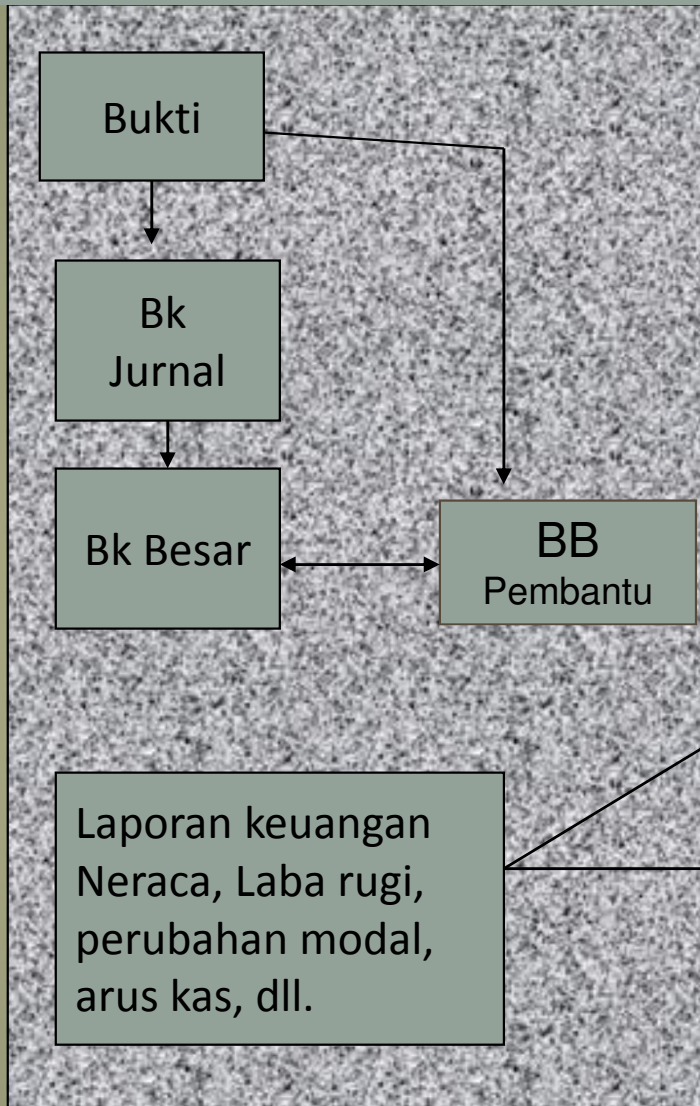 Bukti
Bk
Jurnal
Bk Besar
BB
Pembantu
Laporan keuangan
Neraca, Laba rugi,
perubahan modal,
arus kas, dll.